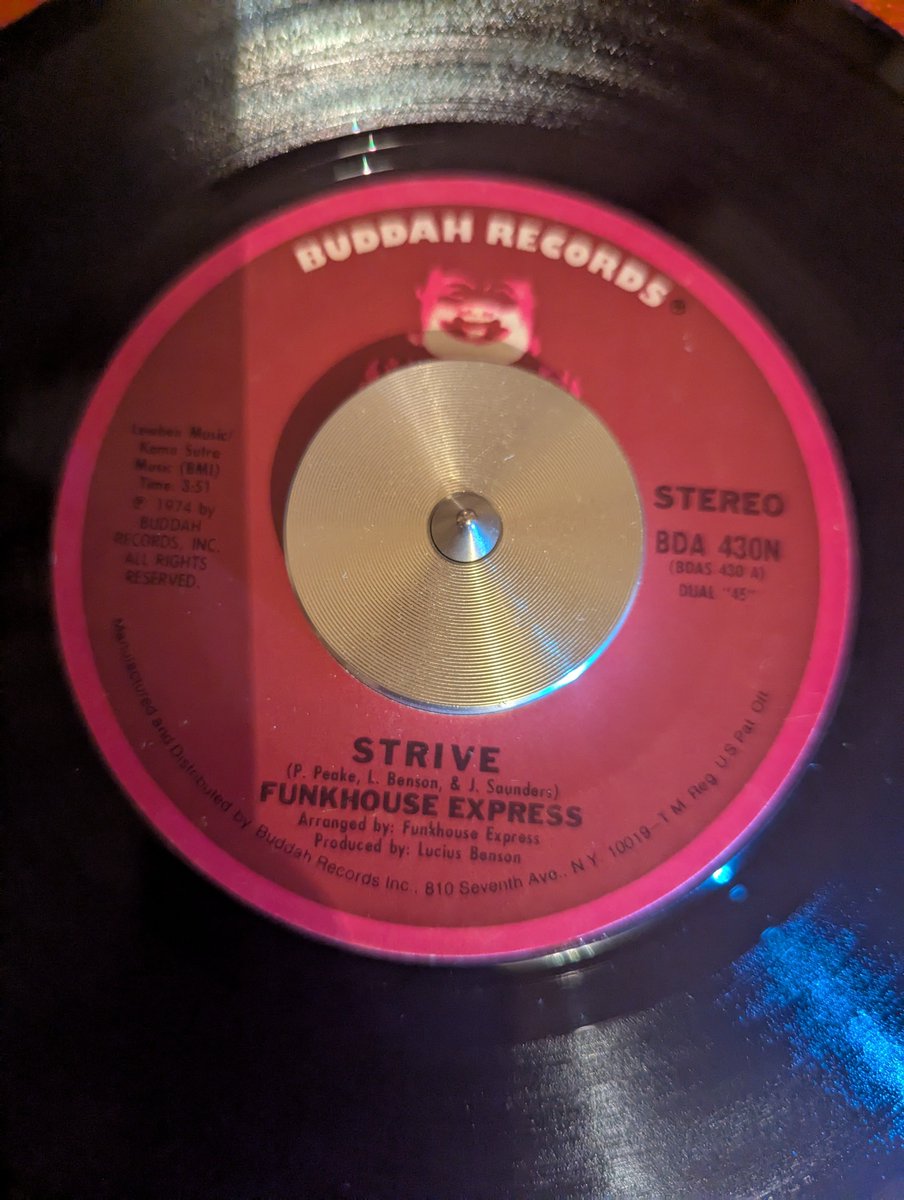 BUDDAH RECORDS®
Lewben Music/
Kama Sutra
Music (BMI)
Time: 3:51
℗ 1974 by
BUDDAH
RECORDS, INC.
ALL RIGHTS
RESERVED.
STEREO
BDA 430N
(BDAS 430 A)
DUAL "45"
STRIVE
(P. Peake, L. Benson, & J. Saunders)
FUNKHOUSE EXPRESS
Arranged by: Funkhouse Express
Produced by: Lucius Benson
Manufactured and Distributed by Buddah Records Inc., 810 Seventh Ave., N.Y. 10019–T M Reg US Pat Off